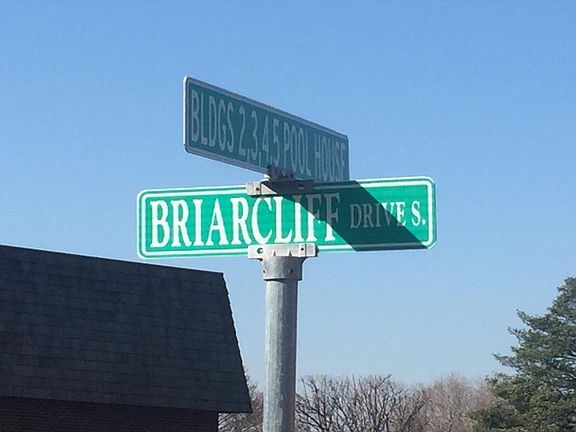 BLDGS 2,3,4,5 POOL HOUSE
BRIARCLIFF DRIVE S.